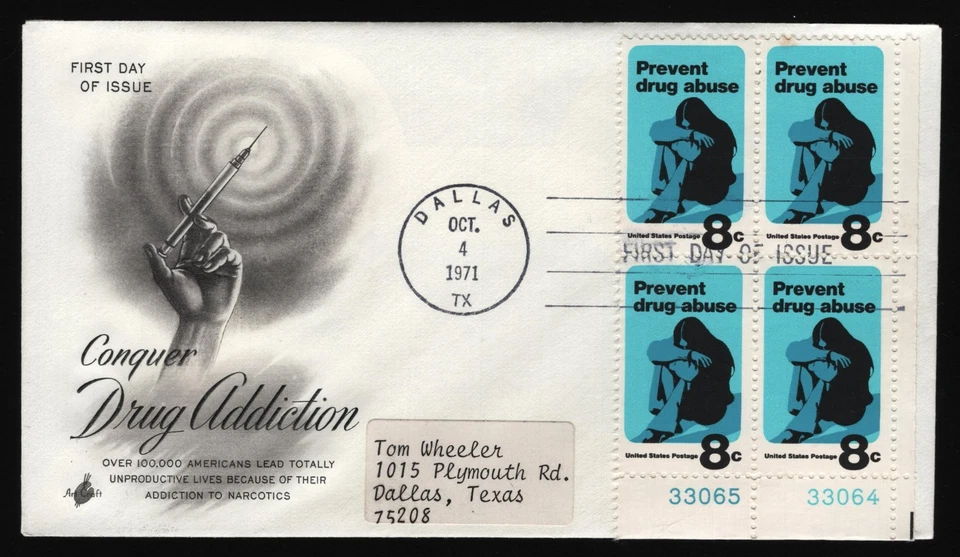 FIRST DAY
OF ISSUE
Conquer
Drug Addiction
OVER 100,000 AMERICANS LEAD TOTALLY
UNPRODUCTIVE LIVES BECAUSE OF THEIR
ADDICTION TO NARCOTICS
Art Craft
DALLAS
OCT.
4
1971
TX
FIRST DAY OF ISSUE
Tom Wheeler
1015 Plymouth Rd.
Dallas, Texas
75208
Prevent
drug abuse
United States Postage 8c
Prevent
drug abuse
United States Postage 8c
Prevent
drug abuse
United States Postage 8c
Prevent
drug abuse
United States Postage 8c
33065
33064